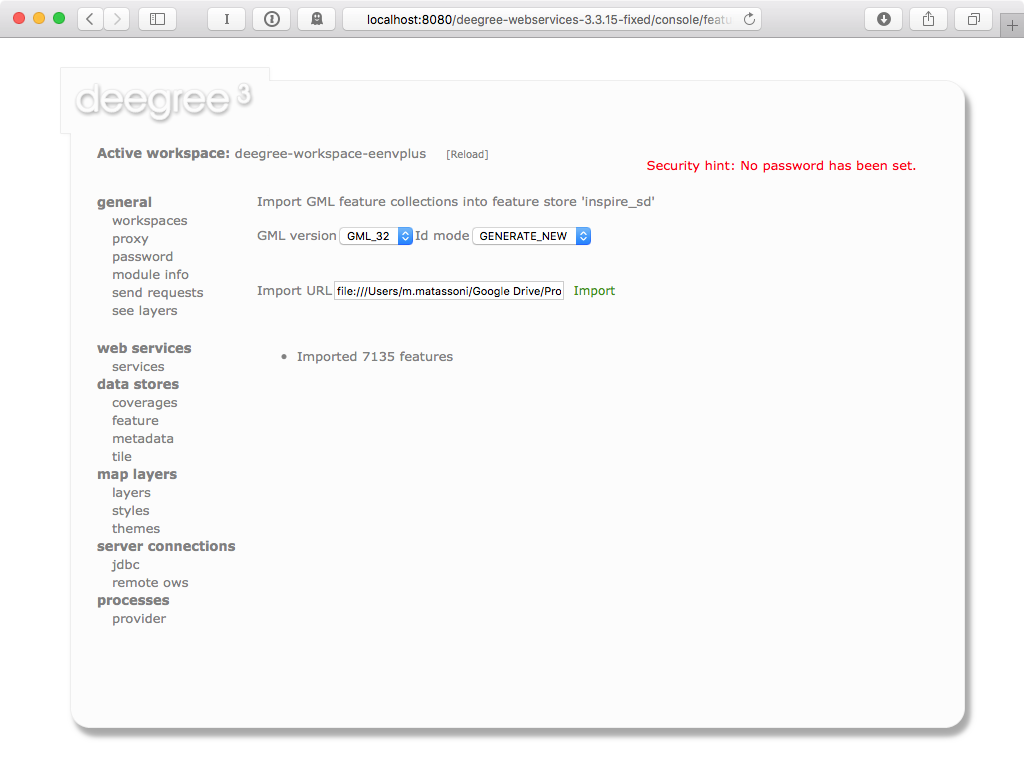 localhost:8080/deegree-webservices-3.3.15-fixed/console/featu
deegree 3
Active workspace: deegree-workspace-eenvplus [Reload]
Security hint: No password has been set.
general
workspaces
proxy
password
module info
send requests
see layers
web services
services
data stores
coverages
feature
metadata
tile
map layers
layers
styles
themes
server connections
jdbc
remote ows
processes
provider
Import GML feature collections into feature store 'inspire_sd'
GML version GML_32 Id mode GENERATE_NEW
Import URL file:///Users/m.matassoni/Google Drive/Pro Import
• Imported 7135 features